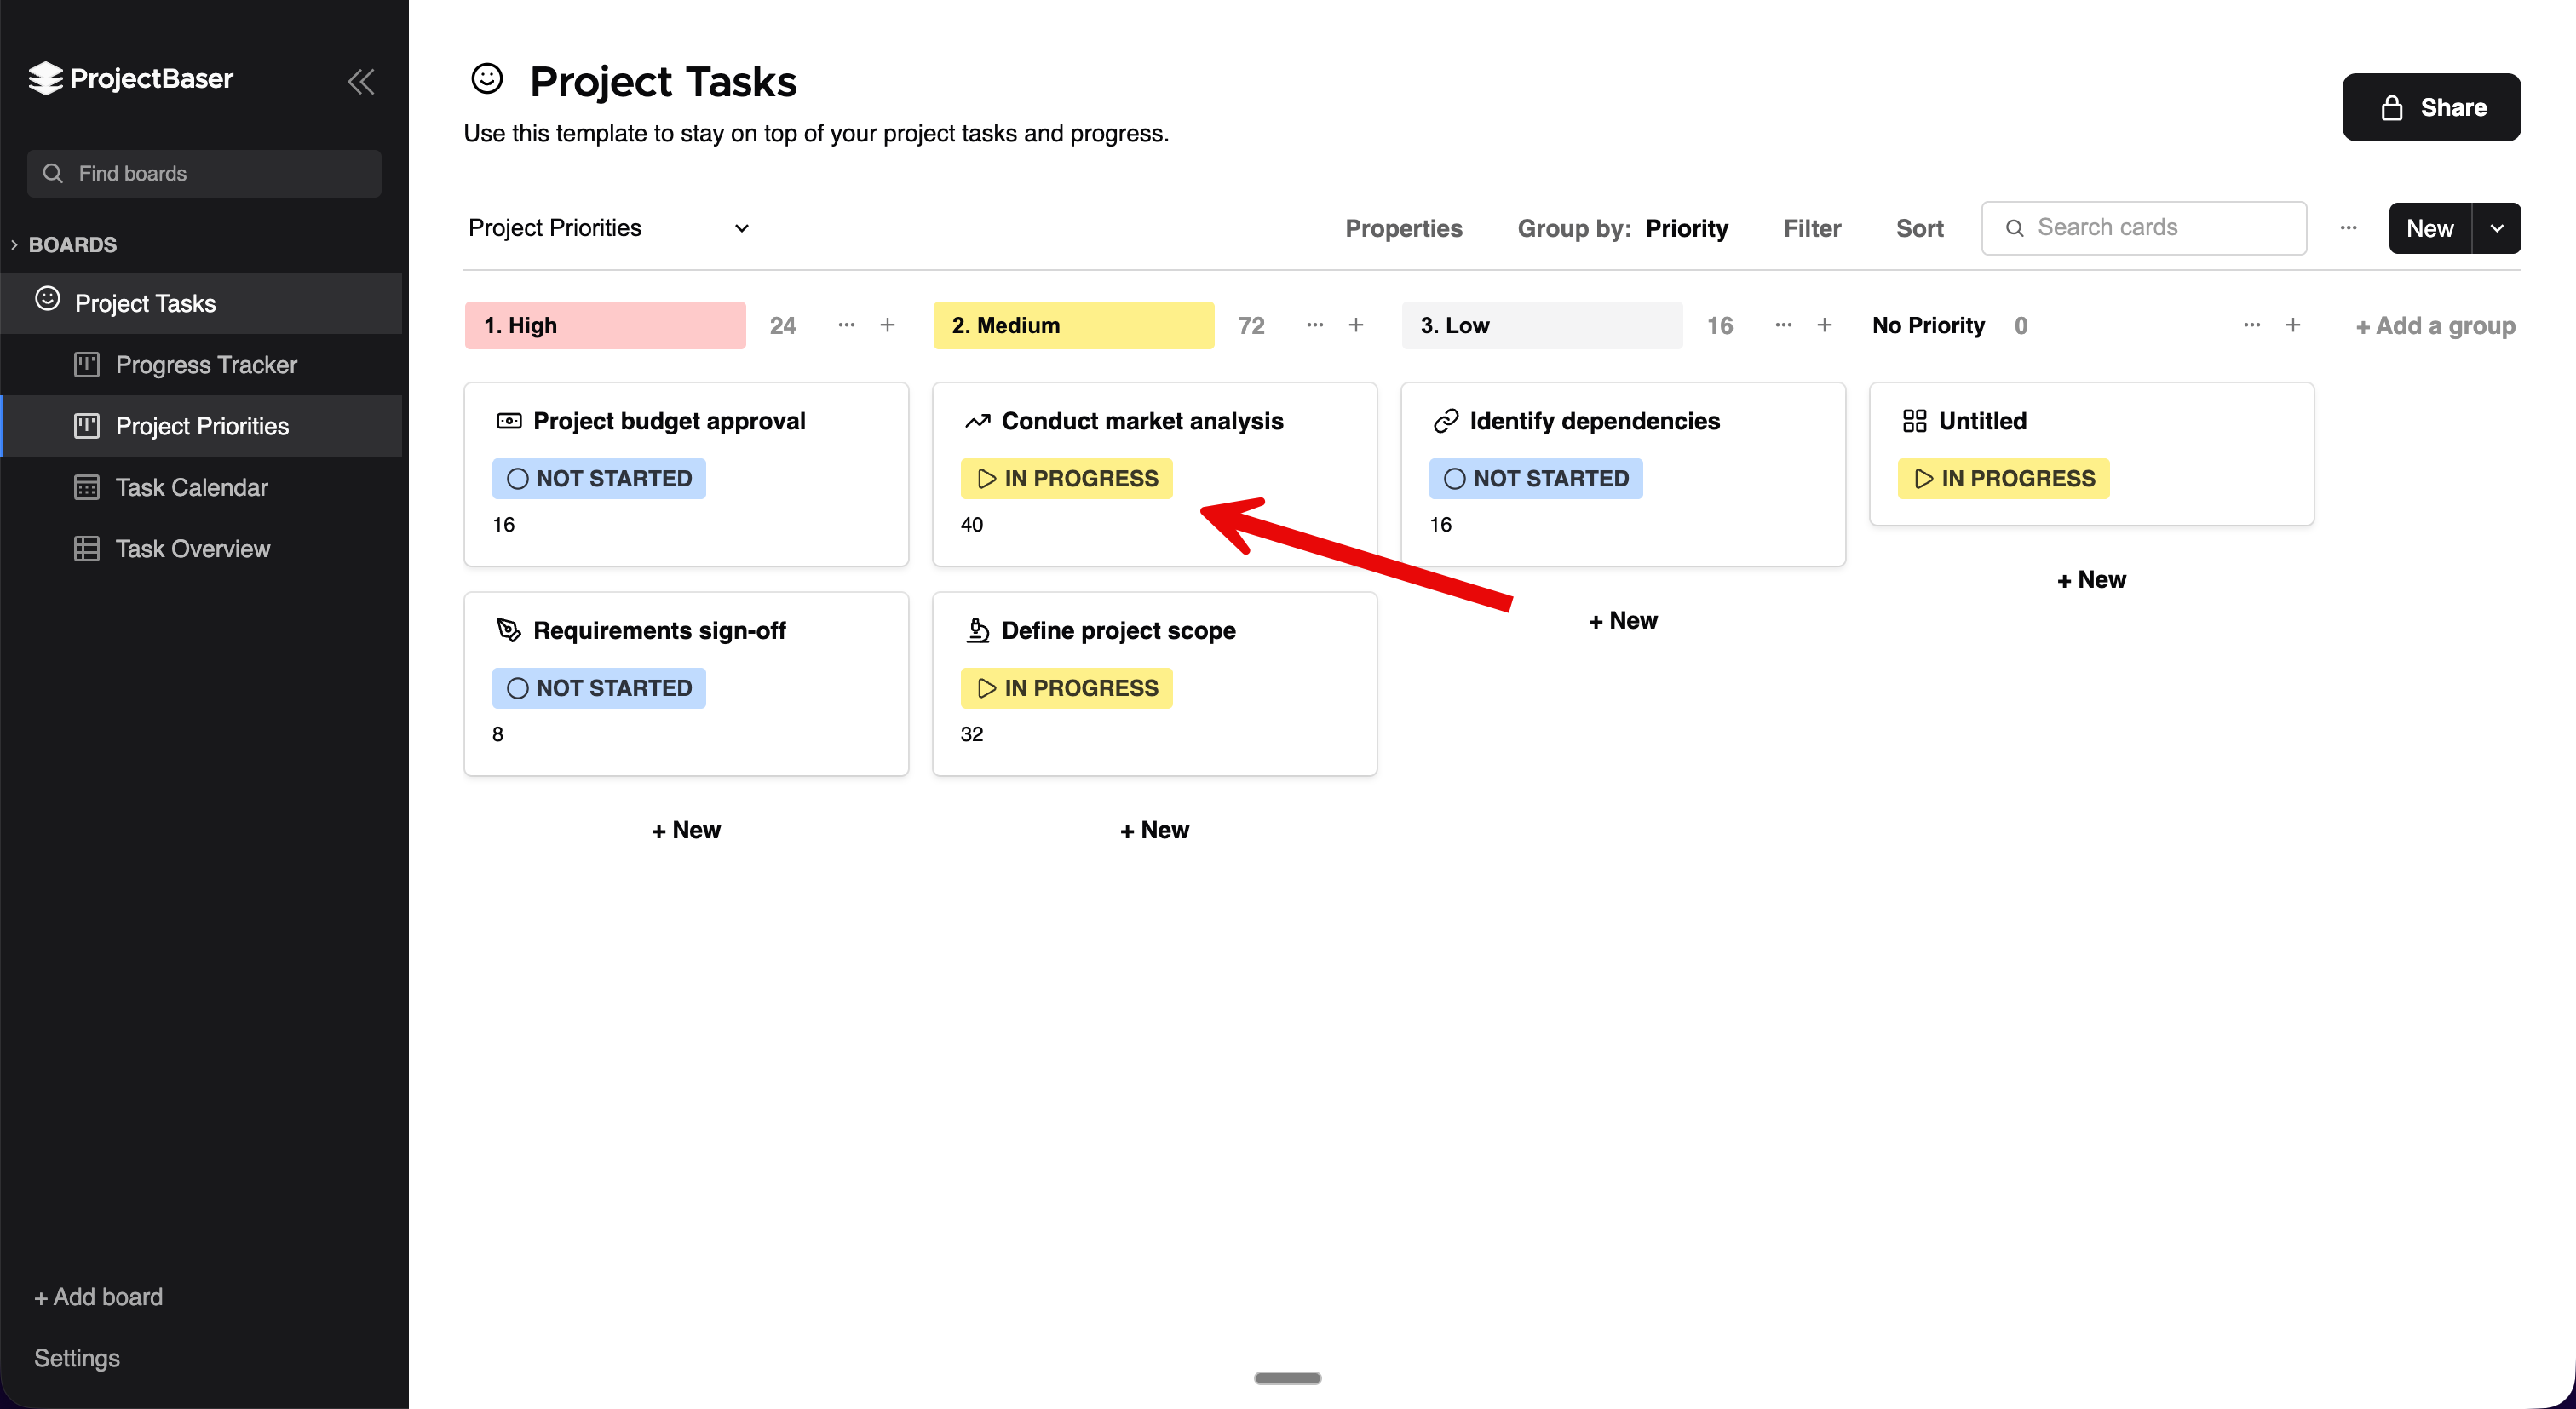 ProjectBaser
Find boards
BOARDS
Project Tasks
Progress Tracker
Project Priorities
Task Calendar
Task Overview
+ Add board
Settings
Project Tasks
Use this template to stay on top of your project tasks and progress.
Share
Project Priorities
Properties Group by: Priority Filter Sort Search cards ... New
1. High 24 ... +
Project budget approval
NOT STARTED
16
Requirements sign-off
NOT STARTED
8
+ New
2. Medium 72 ... +
Conduct market analysis
IN PROGRESS
40
Define project scope
IN PROGRESS
32
+ New
3. Low 16 ... +
Identify dependencies
NOT STARTED
16
+ New
No Priority 0 ... +
Untitled
IN PROGRESS
+ New
+ Add a group